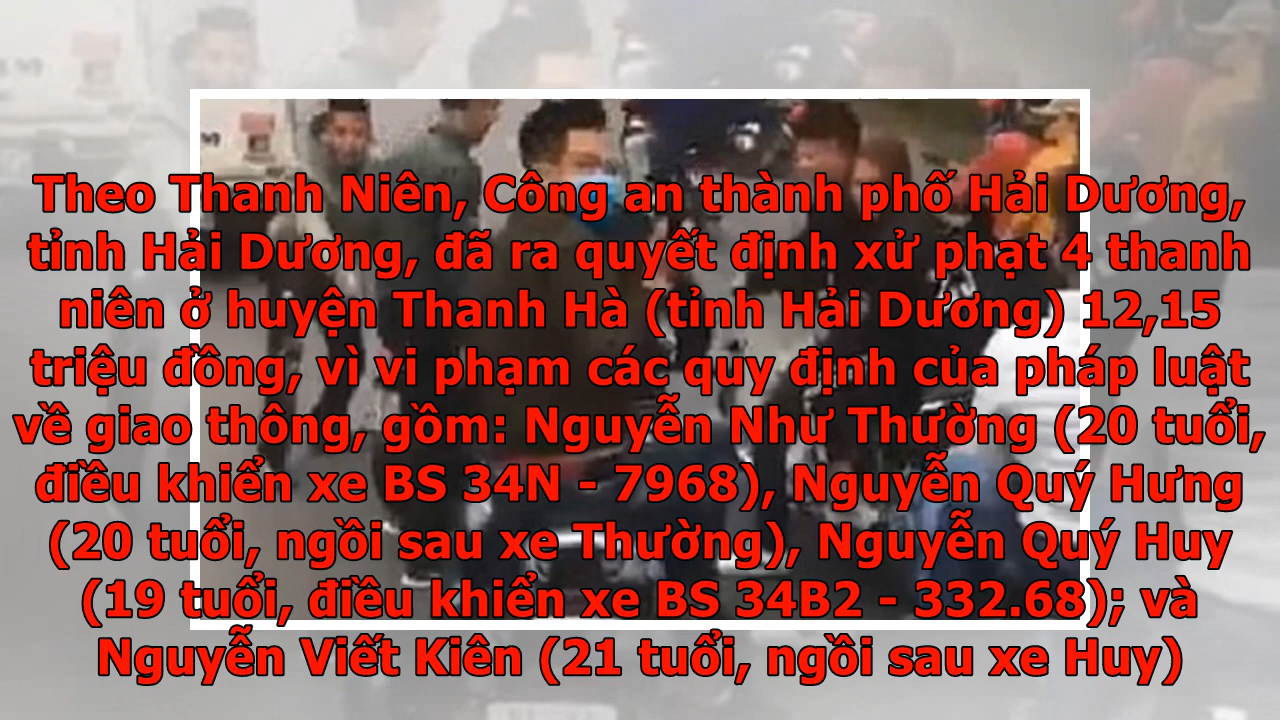 Theo Thanh Niên, Công an thành phố Hải Dương,
tỉnh Hải Dương, đã ra quyết định xử phạt 4 thanh
niên ở huyện Thanh Hà (tỉnh Hải Dương) 12,15
triệu đồng, vì vi phạm các quy định của pháp luật
về giao thông, gồm: Nguyễn Như Thường (20 tuổi,
điều khiển xe BS 34N - 7968), Nguyễn Quý Hưng
(20 tuổi, ngồi sau xe Thường), Nguyễn Quý Huy
(19 tuổi, điều khiển xe BS 34B2 - 332.68); và
Nguyễn Viết Kiên (21 tuổi, ngồi sau xe Huy)